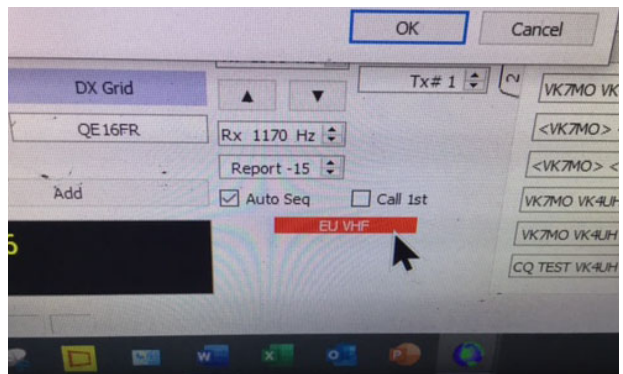 OK
Cancel
DX Grid
Tx# 1
2
VK7MO VK
QE16FR
<VK7MO> <
Rx 1170 Hz
Report -15
<VK7MO> <
Add
Auto Seq
Call 1st
VK7MO VK4UH
EU VHF
VK7MO VK4UH
CQ TEST VK4UH